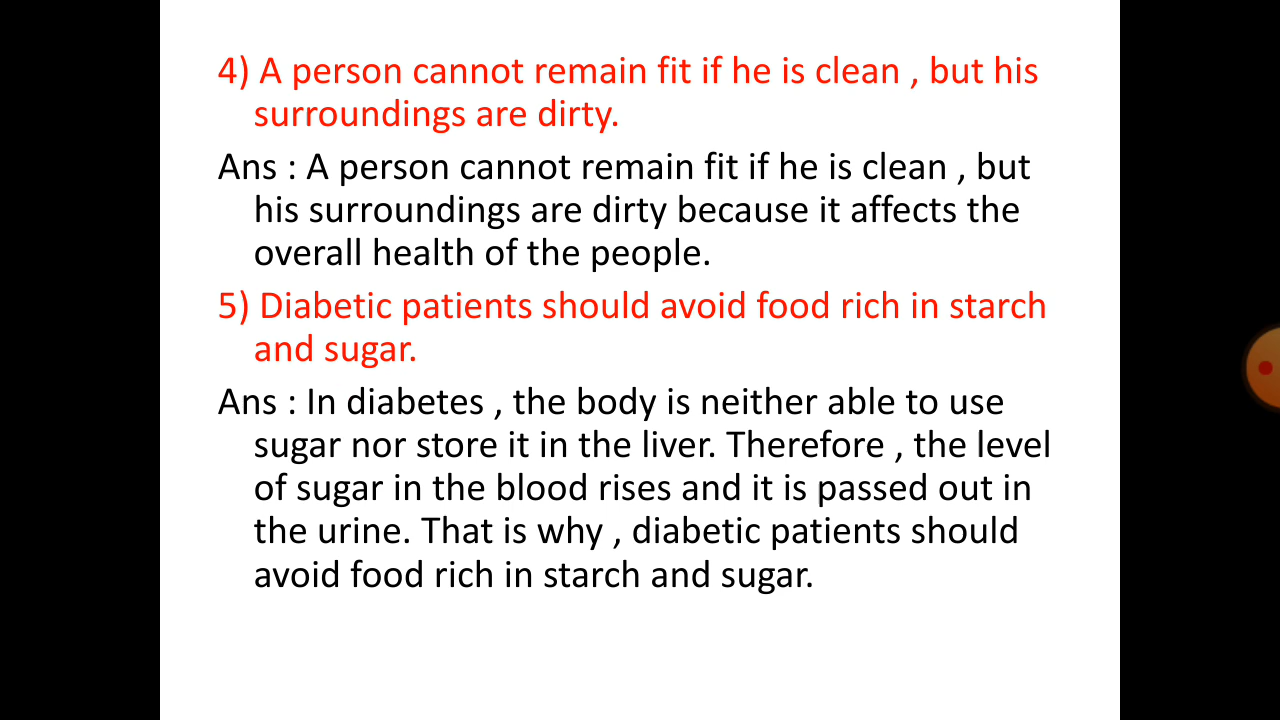 4) A person cannot remain fit if he is clean , but his
surroundings are dirty.
Ans : A person cannot remain fit if he is clean , but
his surroundings are dirty because it affects the
overall health of the people.
5) Diabetic patients should avoid food rich in starch
and sugar.
Ans : In diabetes , the body is neither able to use
sugar nor store it in the liver. Therefore , the level
of sugar in the blood rises and it is passed out in
the urine. That is why , diabetic patients should
avoid food rich in starch and sugar.